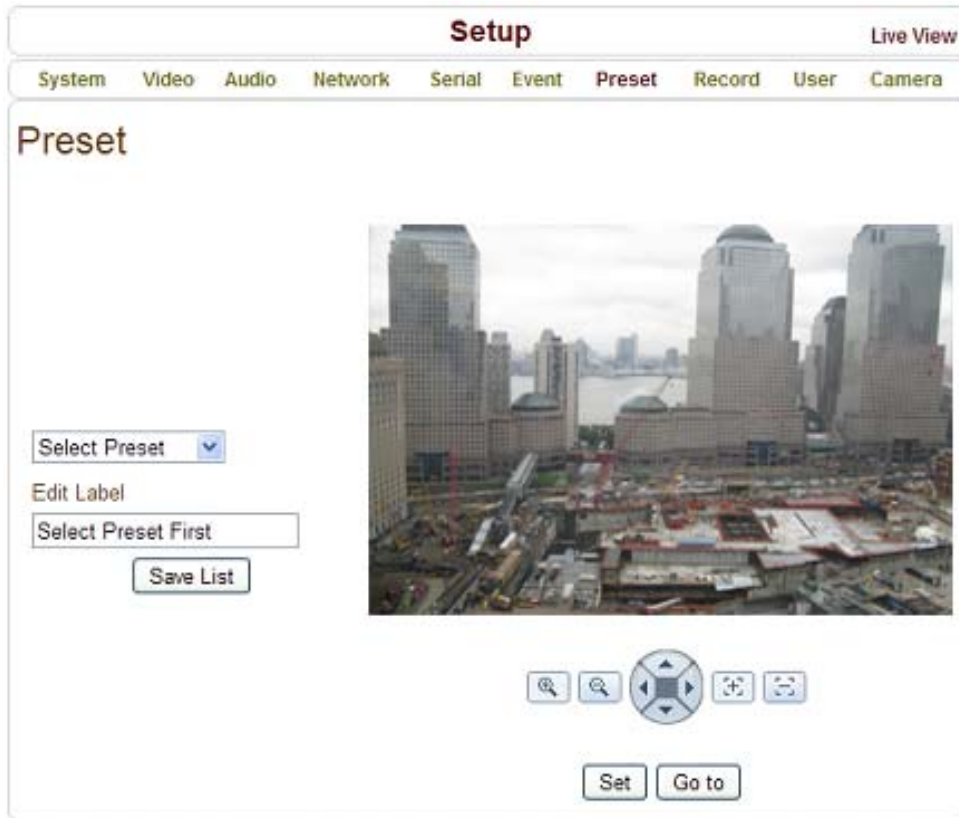 Setup
Live View
System Video Audio Network Serial Event Preset Record User Camera
Preset
Select Preset
Edit Label
Select Preset First
Save List
Set Go to